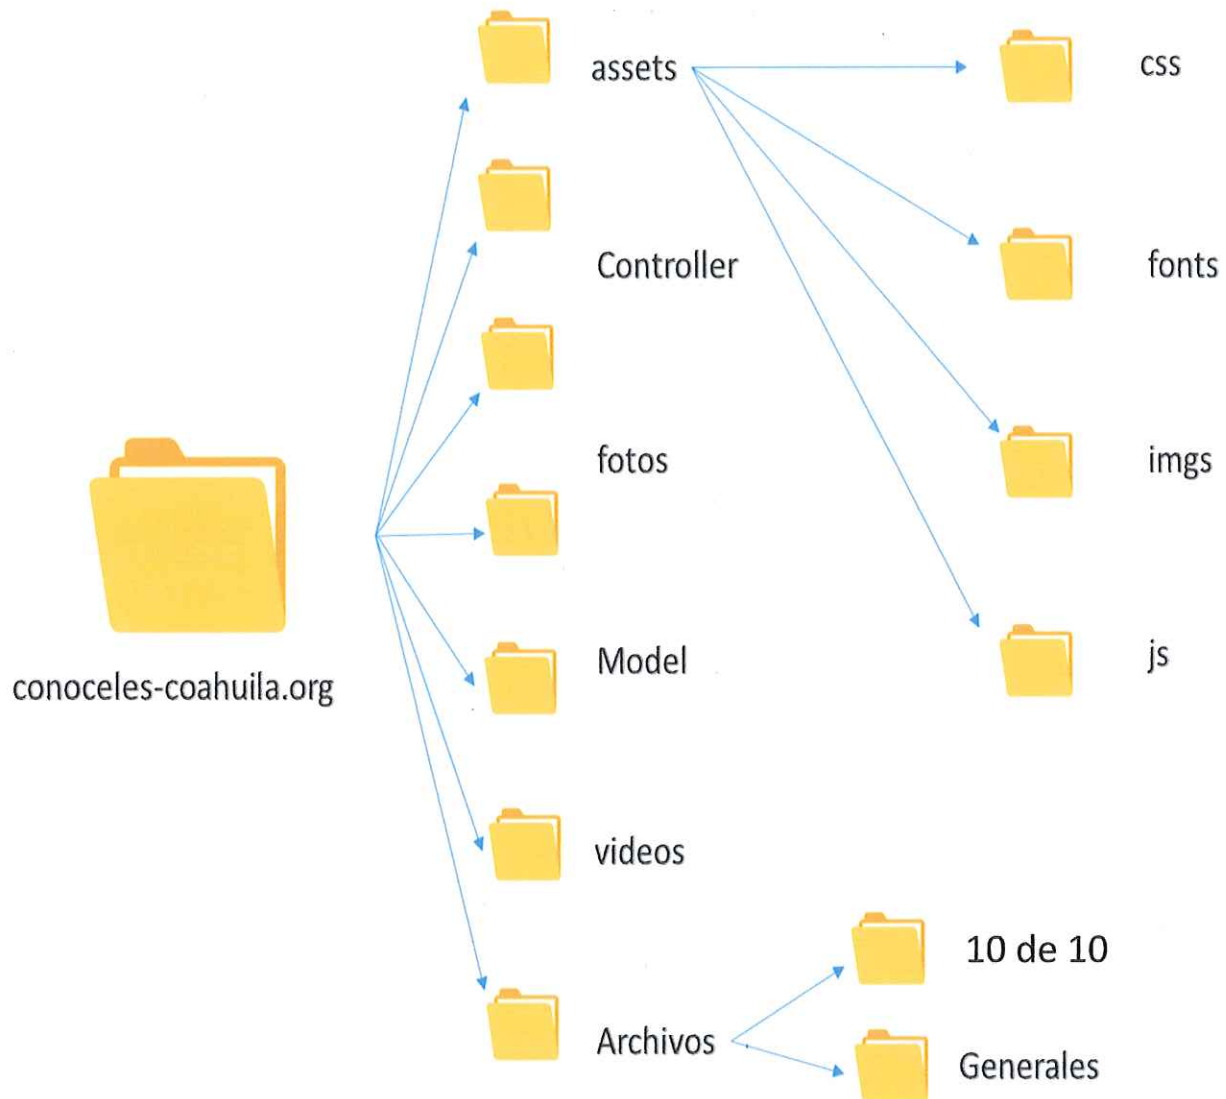 assets
css
Controller
fonts
fotos
imgs
conoceles-coahuila.org
Model
js
videos
10 de 10
Archivos
Generales